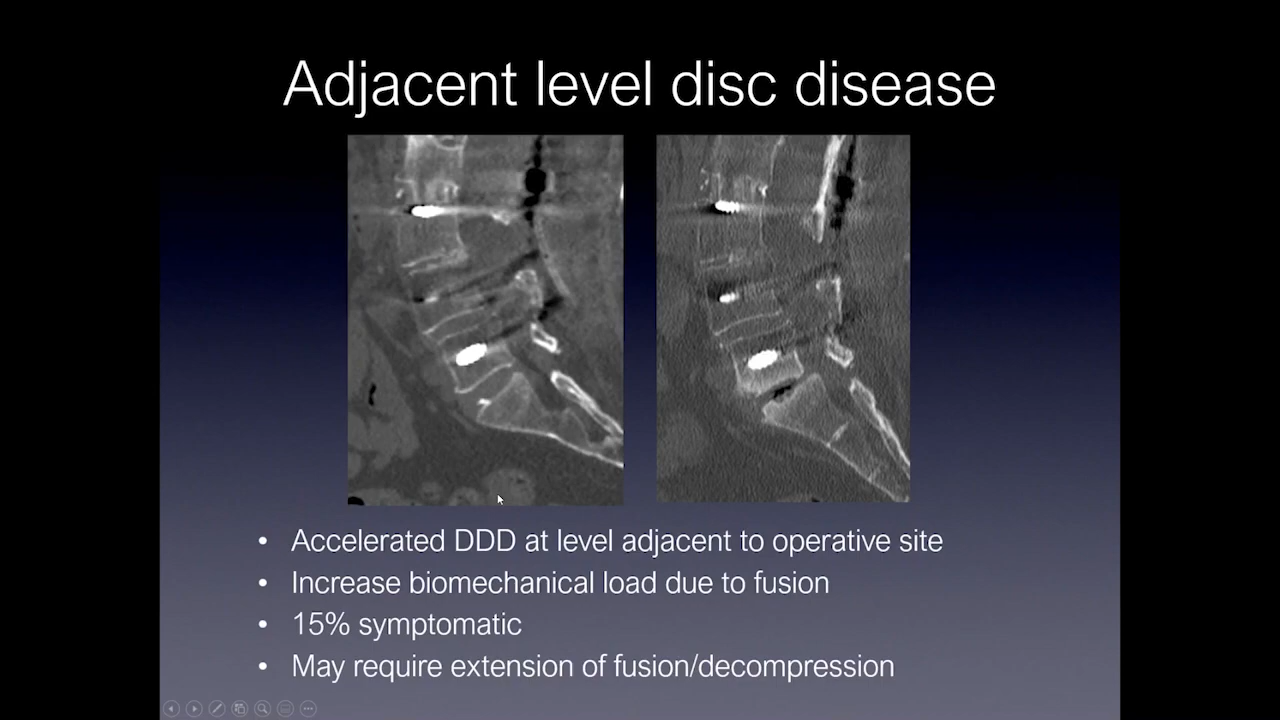 Adjacent level disc disease
• Accelerated DDD at level adjacent to operative site
• Increase biomechanical load due to fusion
• 15% symptomatic
• May require extension of fusion/decompression